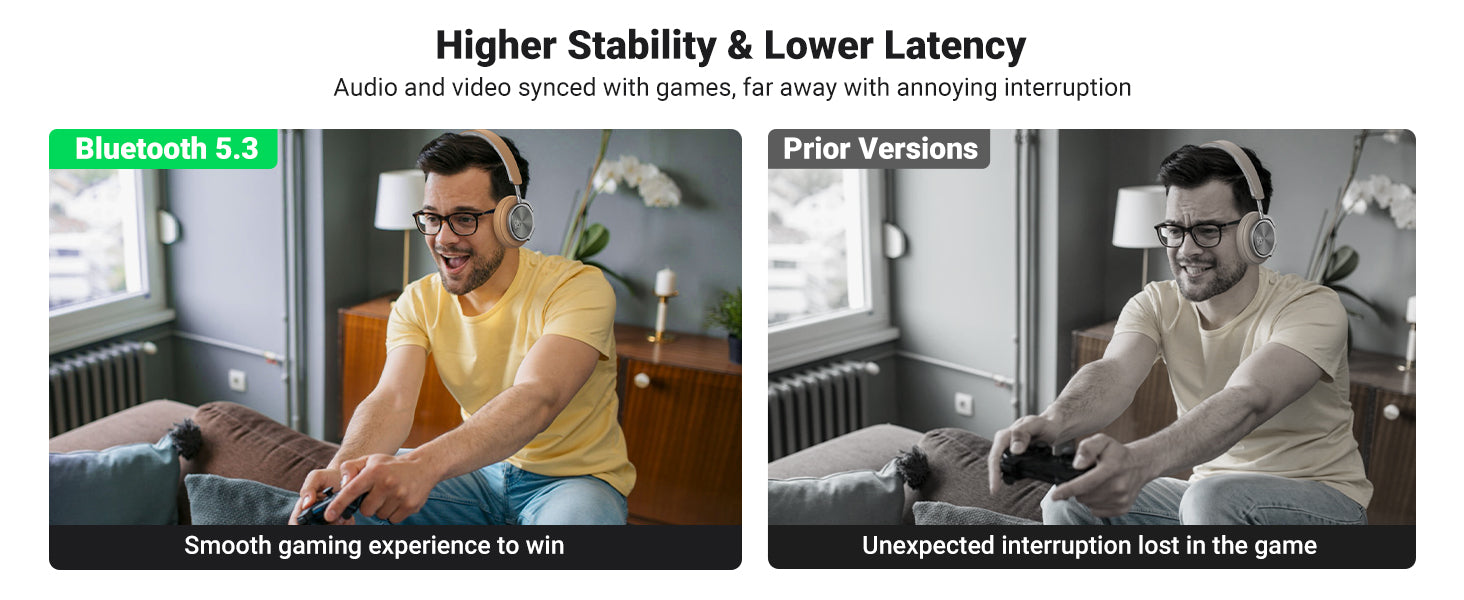 Higher Stability & Lower Latency
Audio and video synced with games, far away with annoying interruption
Bluetooth 5.3
Prior Versions
Smooth gaming experience to win
Unexpected interruption lost in the game